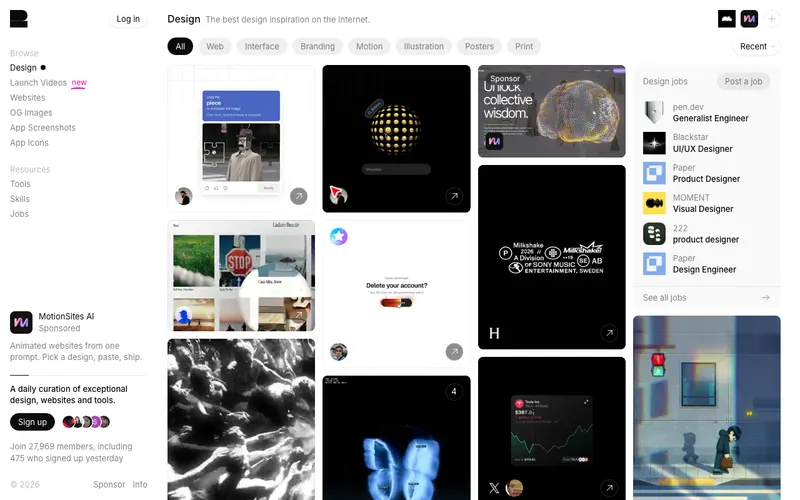 Log in
Browse
Design
Launch Videos new
Websites
OG Images
App Screenshots
App Icons
Resources
Tools
Skills
Jobs
MotionSites AI
Sponsored
Animated websites from one
prompt. Pick a design, paste, ship.
A daily curation of exceptional
design, websites and tools.
Sign up
Join 27,969 members, including
475 who signed up yesterday
© 2026
Sponsor Info
Design The best design inspiration on the Internet.
All Web Interface Branding Motion Illustration Posters Print
Recent
piece
STOP
Sponsor
Unlock
collective
wisdom.
Delete your account?
Milkshake
2026 //
A Division
of SONY MUSIC
ENTERTAINMENT, SWEDEN
P
Milkshake!
SE AB
H
4
Tesla Inc
Design jobs
Post a job
pen.dev
Generalist Engineer
Blackstar
UI/UX Designer
Paper
Product Designer
MOMENT
Visual Designer
222
product designer
Paper
Design Engineer
See all jobs